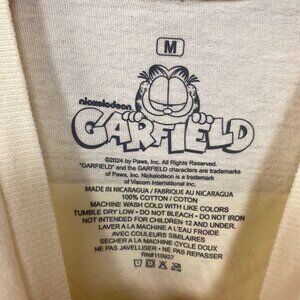 M
nickelodeon
GARFIELD
©2024 by Paws, Inc. All Rights Reserved.
"GARFIELD" and the GARFIELD characters are trademarks
of Paws, Inc. Nickelodeon is a trademark
of Viacom International Inc.
MADE IN NICARAGUA / FABRIQUE AU NICARAGUA
100% COTTON / COTON
MACHINE WASH COLD WITH LIKE COLORS
TUMBLE DRY LOW • DO NOT BLEACH • DO NOT IRON
NOT INTENDED FOR CHILDREN 12 AND UNDER.
LAVER A LA MACHINE A L'EAU FROIDE
AVEC COULEURS SIMILAIRES
SÉCHER A LA MACHINE CYCLE DOUX
NE PAS JAVELLISER • NE PAS REPASSER
RN#110927